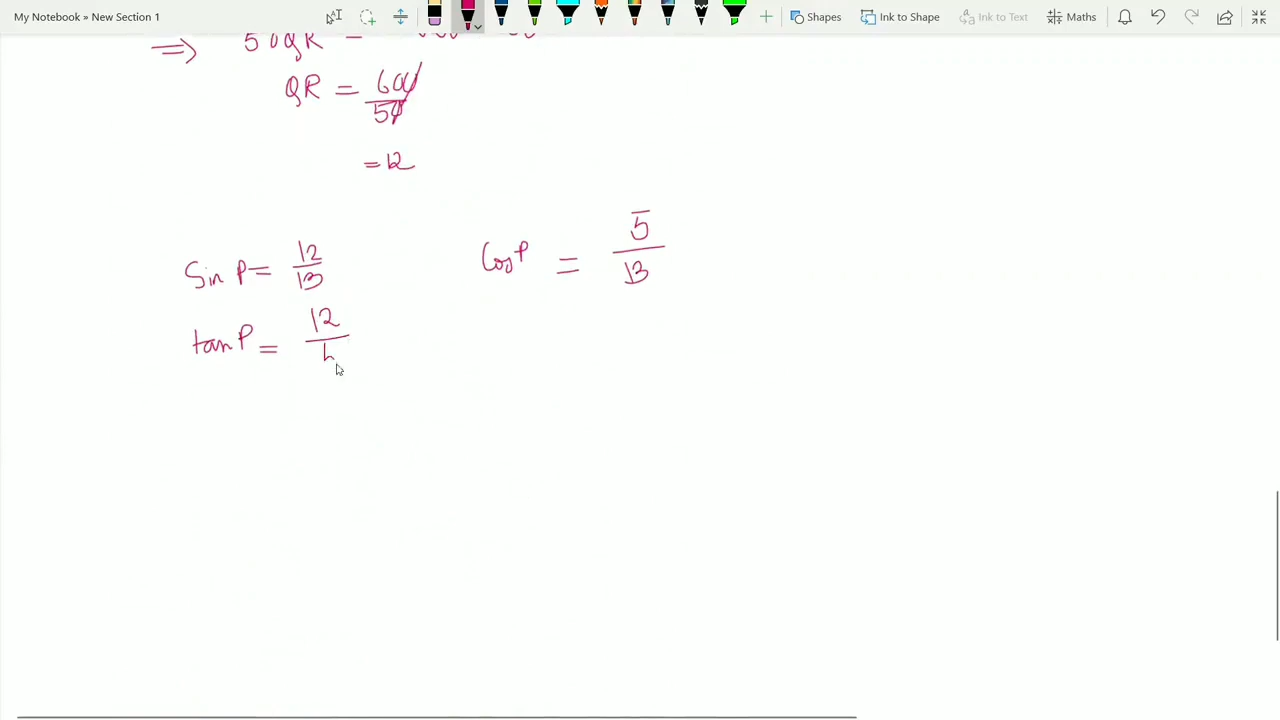 My Notebook » New Section 1
Shapes
Ink to Shape
Ink to Text
Maths
⇒ 50QR =
QR = 600/50
= 12
Sin P = 12/13
Cos P = 5/13
tan P = 12/